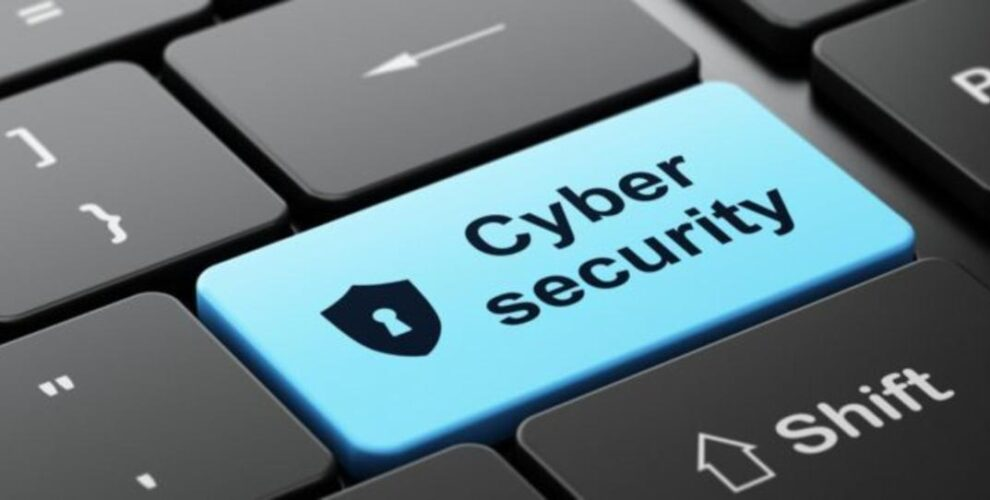 =
]
}
Cyber
security
"
'
Shift